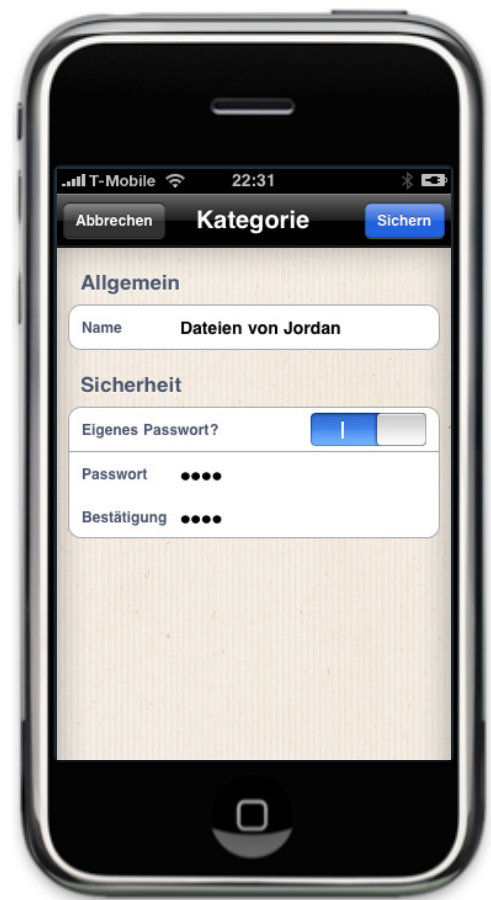 T-Mobile 22:31
Abbrechen Kategorie Sichern
Allgemein
Name Dateien von Jordan
Sicherheit
Eigenes Passwort?
Passwort ••••
Bestätigung ••••